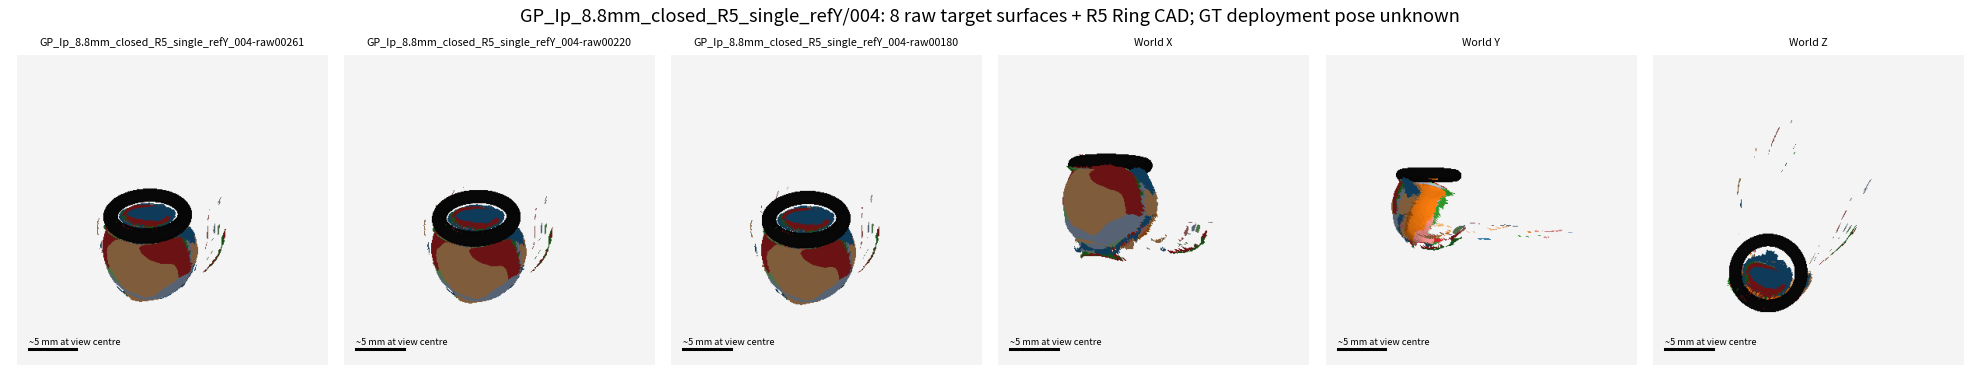 GP_Ip_8.8mm_closed_R5_single_refY/004: 8 raw target surfaces + R5 Ring CAD; GT deployment pose unknown
GP_Ip_8.8mm_closed_R5_single_refY_004-raw00261
GP_Ip_8.8mm_closed_R5_single_refY_004-raw00220
GP_Ip_8.8mm_closed_R5_single_refY_004-raw00180
World X
World Y
World Z
~5 mm at view centre
~5 mm at view centre
~5 mm at view centre
~5 mm at view centre
~5 mm at view centre
~5 mm at view centre